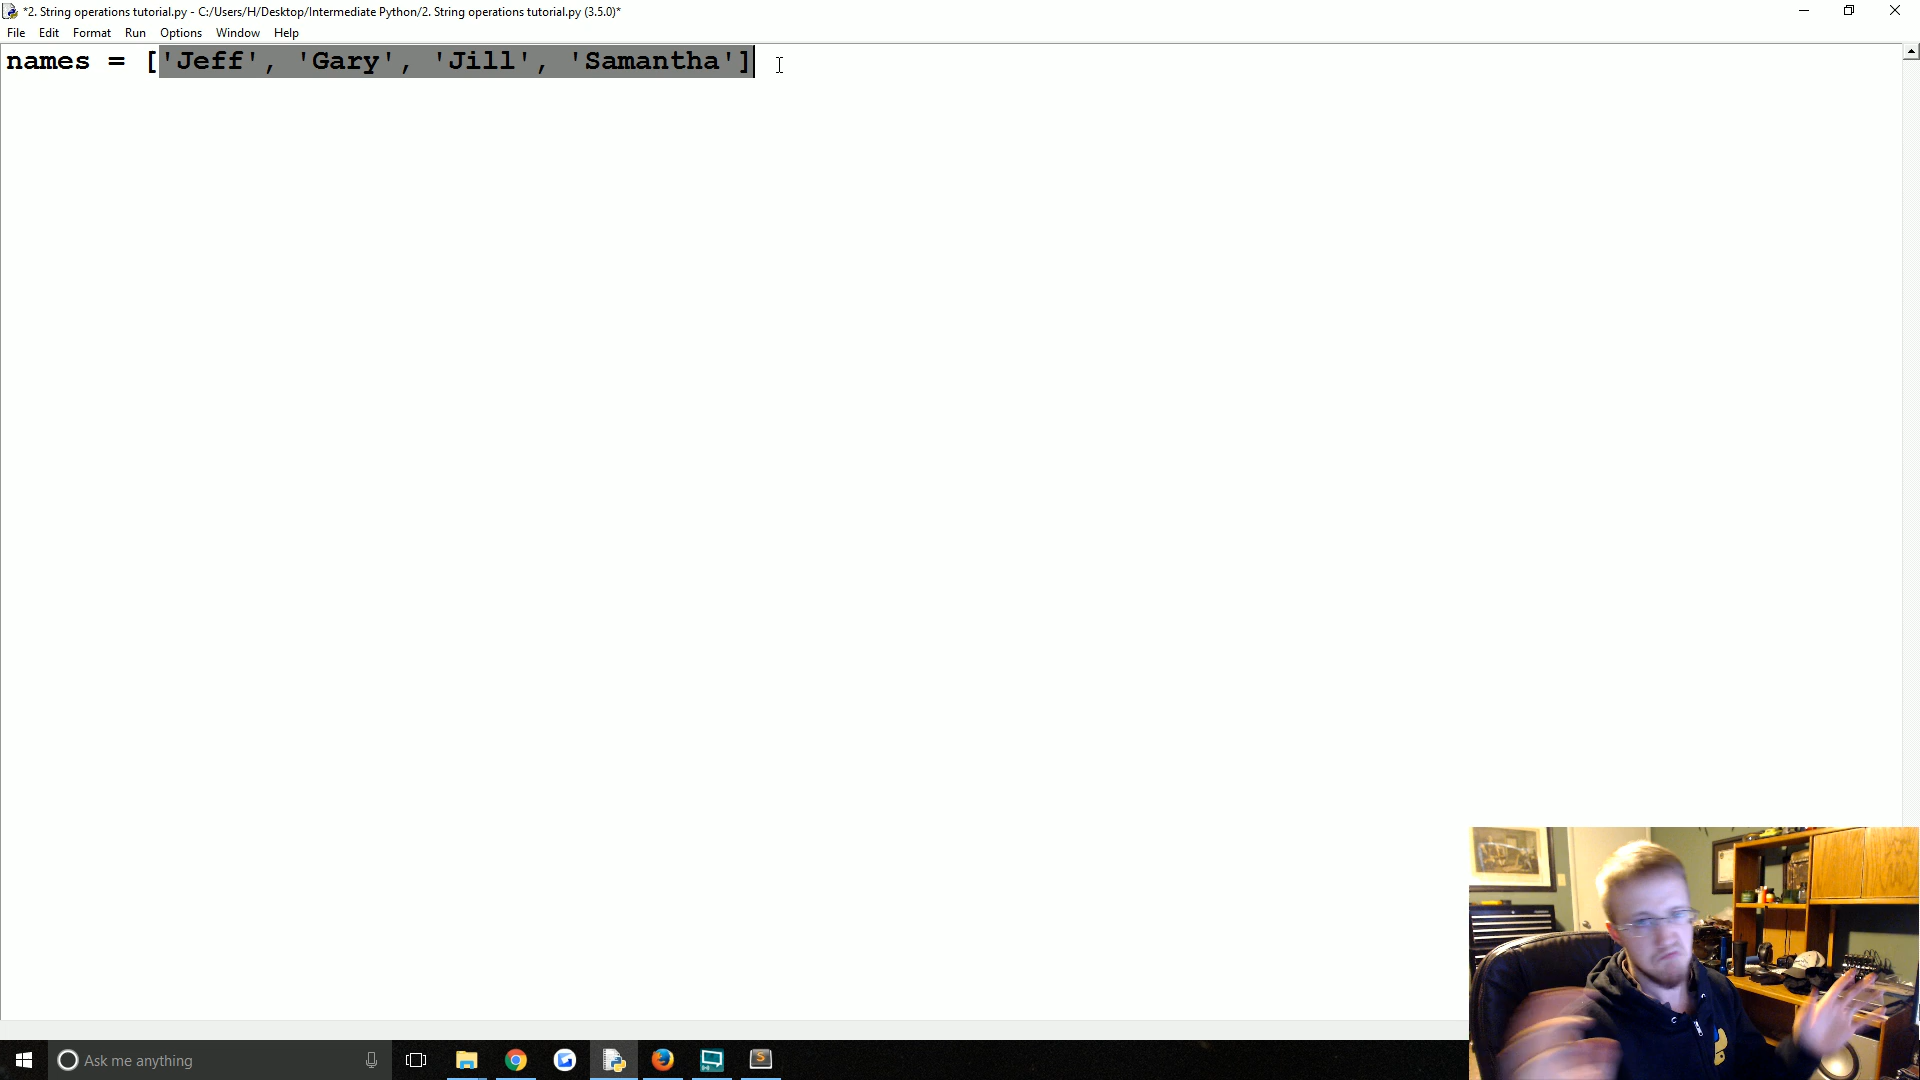 *2. String operations tutorial.py - C:/Users/H/Desktop/Intermediate Python/2. String operations tutorial.py (3.5.0)*
File Edit Format Run Options Window Help
names = ['Jeff', 'Gary', 'Jill', 'Samantha']
Ask me anything